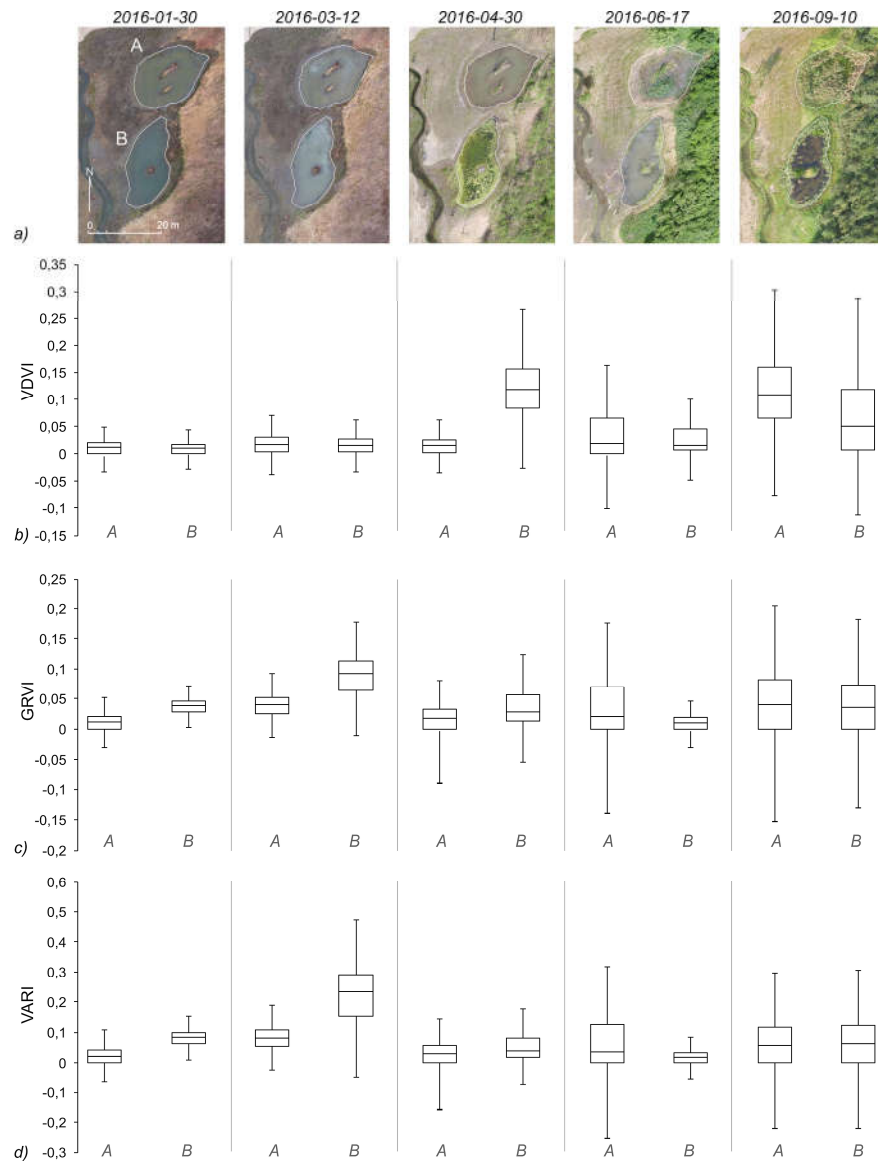 2016-01-30 2016-03-12 2016-04-30 2016-06-17 2016-09-10
A
B
N
0 20 m
a)
0,35
0,3
0,25
0,2
0,15
0,1
0,05
0
-0,05
-0,1
-0,15
VDVI
b)
A B A B A B A B A B
0,25
0,2
0,15
0,1
0,05
0
-0,05
-0,1
-0,15
-0,2
GRVI
c)
A B A B A B A B A B
0,6
0,5
0,4
0,3
0,2
0,1
0
-0,1
-0,2
-0,3
VARI
d)
A B A B A B A B A B